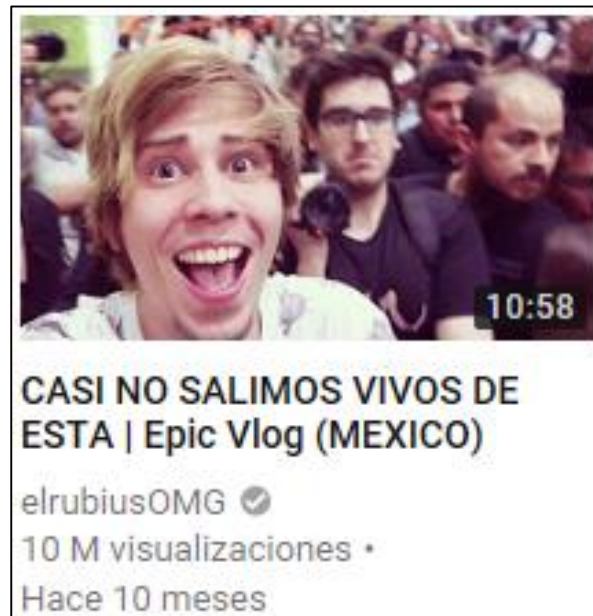 10:58
CASI NO SALIMOS VIVOS DE
ESTA | Epic Vlog (MEXICO)
elrubiusOMG
10 M visualizaciones •
Hace 10 meses